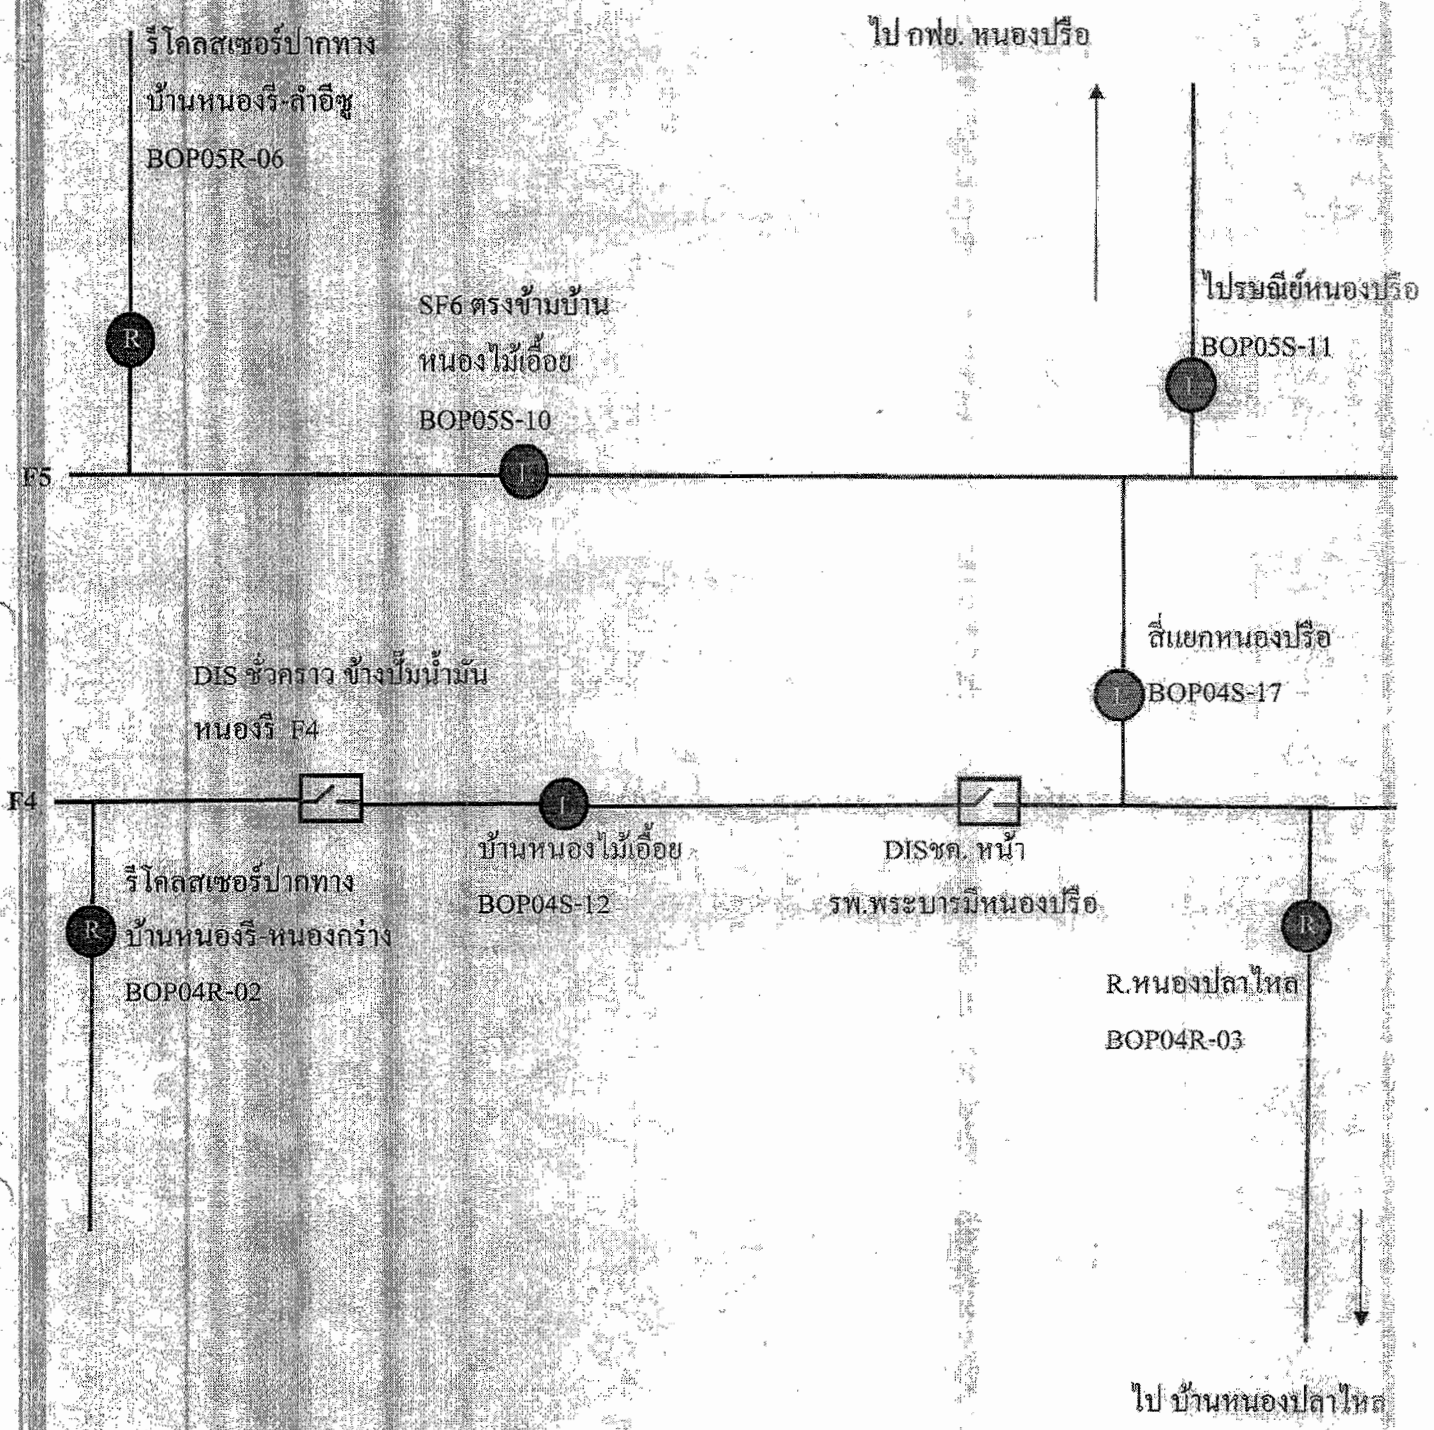 รีโคลสเซอร์ปากทาง
บ้านหนองรี-ลำอีซู
BOP05R-06
R
ไป กฟย. หนองปรือ
SF6 ตรงข้ามบ้าน
หนองไม้เอื้อย
BOP05S-10
L
ไปรษณีย์หนองปรือ
BOP05S-11
L
F5
DIS ชั่วคราว ข้างปั๊มน้ำมัน
หนองรี F4
สี่แยกหนองปรือ
L
BOP04S-17
F4
L
บ้านหนองไม้เอื้อย
BOP04S-12
DISชค. หน้า
รพ.พระบารมีหนองปรือ
รีโคลสเซอร์ปากทาง
R
บ้านหนองรี-หนองกร่าง
BOP04R-02
R
R.หนองปลาไหล
BOP04R-03
ไป บ้านหนองปลาไหล